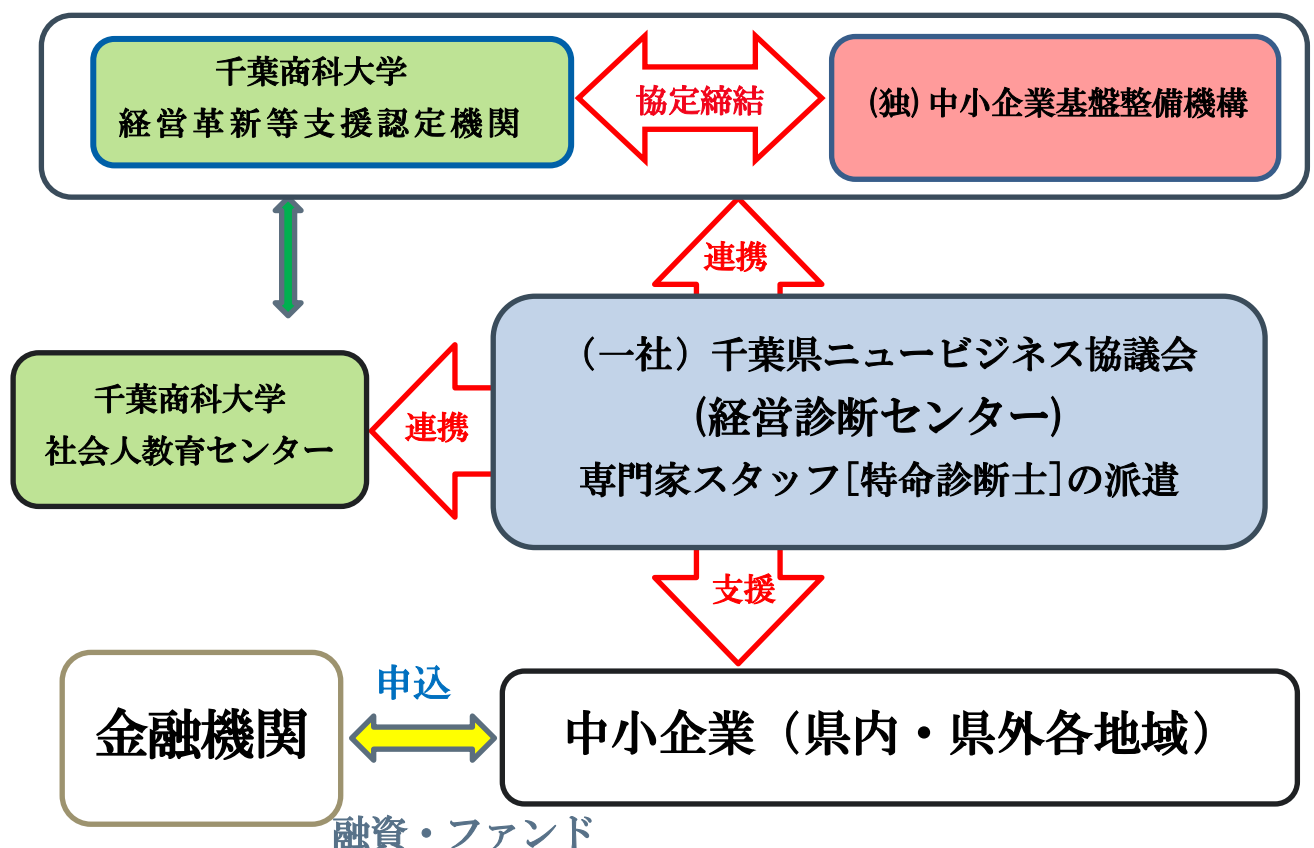 千葉商科大学
経営革新等支援認定機関
協定締結
(独)中小企業基盤整備機構
連携
千葉商科大学
社会人教育センター
連携
（一社）千葉県ニュービジネス協議会
(経営診断センター)
専門家スタッフ[特命診断士]の派遣
支援
金融機関
申込
中小企業（県内・県外各地域）
融資・ファンド